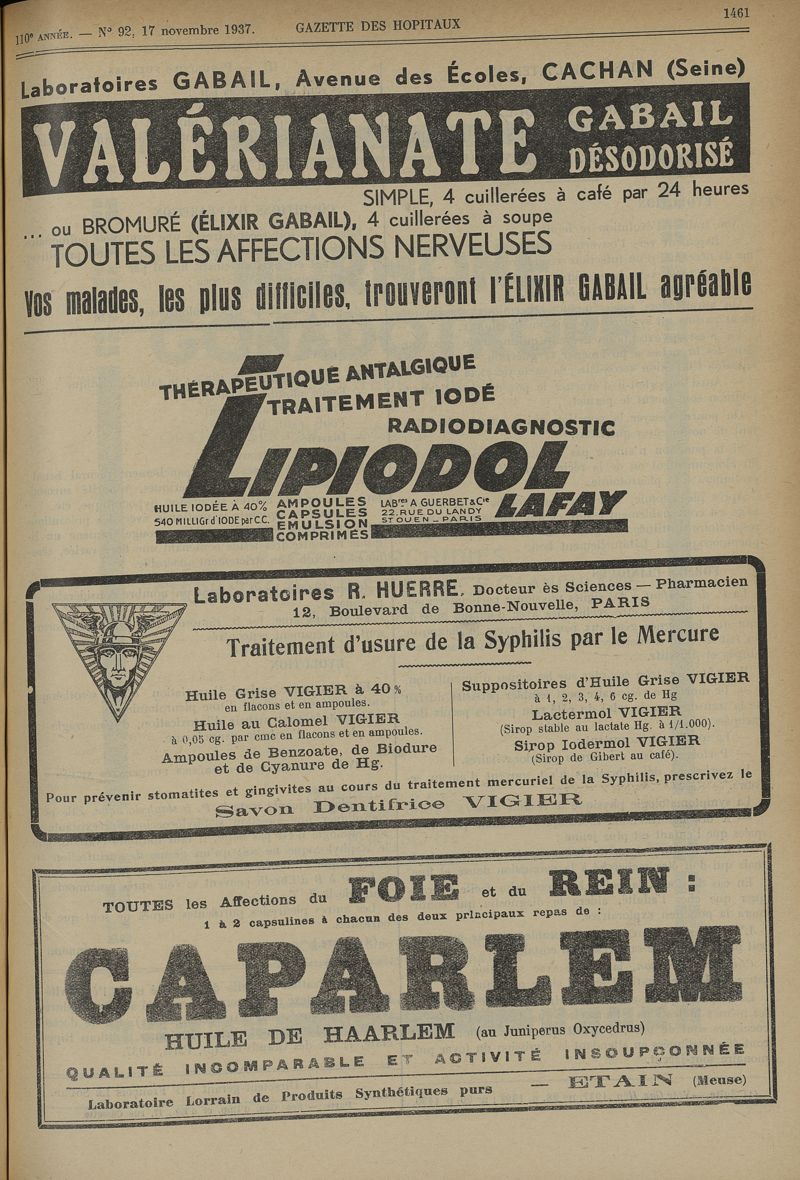 110e ANNÉE. — N° 92, 17 novembre 1937. GAZETTE DES HOPITAUX 1461
Laboratoires GABAIL, Avenue des Écoles, CACHAN (Seine)
VALÉRIANATE GABAIL DÉSODORISÉ
SIMPLE, 4 cuillerées à café par 24 heures
... ou BROMURÉ (ÉLIXIR GABAIL), 4 cuillerées à soupe
TOUTES LES AFFECTIONS NERVEUSES
Vos malades, les plus difficiles, trouveront l'ÉLIXIR GABAIL agréable
THÉRAPEUTIQUE ANTALGIQUE
TRAITEMENT IODÉ
RADIODIAGNOSTIC
LIPIODOL
LAFAY
HUILE IODÉE À 40%
540 MILLIGr d'IODE par C.C.
AMPOULES
CAPSULES
EMULSION
COMPRIMÉS
LABres A GUERBET & Cie
22, RUE DU LANDY
ST OUEN - PARIS
Laboratoires R. HUERRE, Docteur ès Sciences — Pharmacien
12, Boulevard de Bonne-Nouvelle, PARIS
Traitement d'usure de la Syphilis par le Mercure
Huile Grise VIGIER à 40 %
en flacons et en ampoules.
Huile au Calomel VIGIER
à 0,05 cg. par cmc en flacons et en ampoules.
Ampoules de Benzoate, de Biodure
et de Cyanure de Hg.
Suppositoires d'Huile Grise VIGIER
à 1, 2, 3, 4, 6 cg. de Hg
Lactermol VIGIER
(Sirop stable au lactate Hg. à 1/1.000).
Sirop Iodermol VIGIER
(Sirop de Gibert au café).
Pour prévenir stomatites et gingivites au cours du traitement mercuriel de la Syphilis, prescrivez le
Savon Dentifrice VIGIER
TOUTES les Affections du FOIE et du REIN :
1 à 2 capsulines à chacun des deux principaux repas de :
CAPARLEM
HUILE DE HAARLEM (au Juniperus Oxycedrus)
QUALITÉ INCOMPARABLE ET ACTIVITÉ INSOUPÇONNÉE
Laboratoire Lorrain de Produits Synthétiques purs — ETAIN (Meuse)